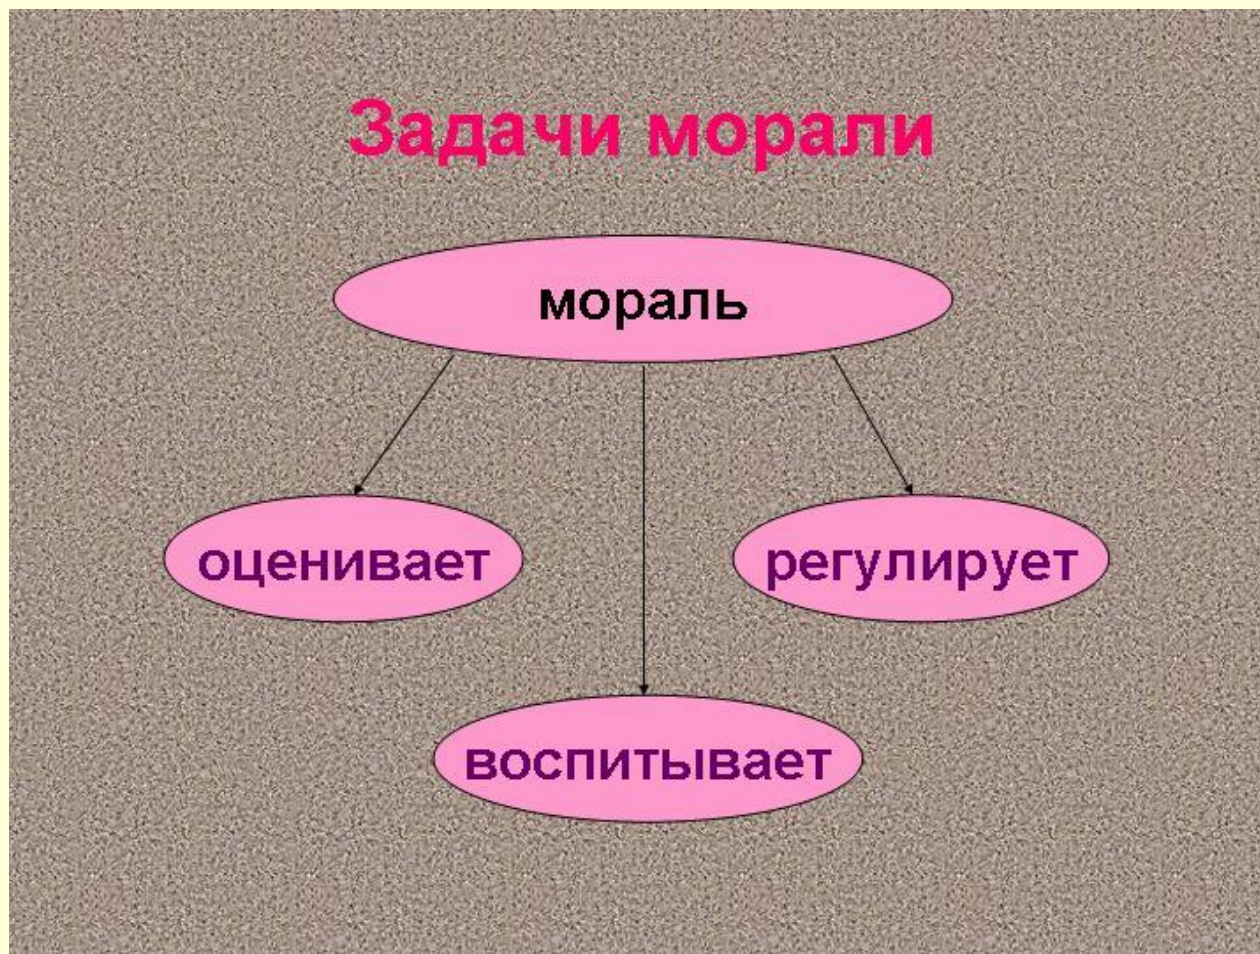 Задачи морали
мораль
оценивает
регулирует
воспитывает